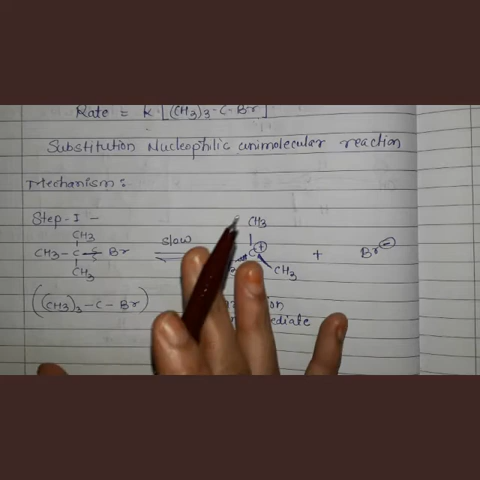 Rate = K [(CH3)3-C-Br]
Substitution Nucleophilic unimolecular reaction
Mechanism:-
Step-I -
CH3 CH3
CH3-C-Br slow C+ + Br-
CH3 CH3
((CH3)3-C-Br)